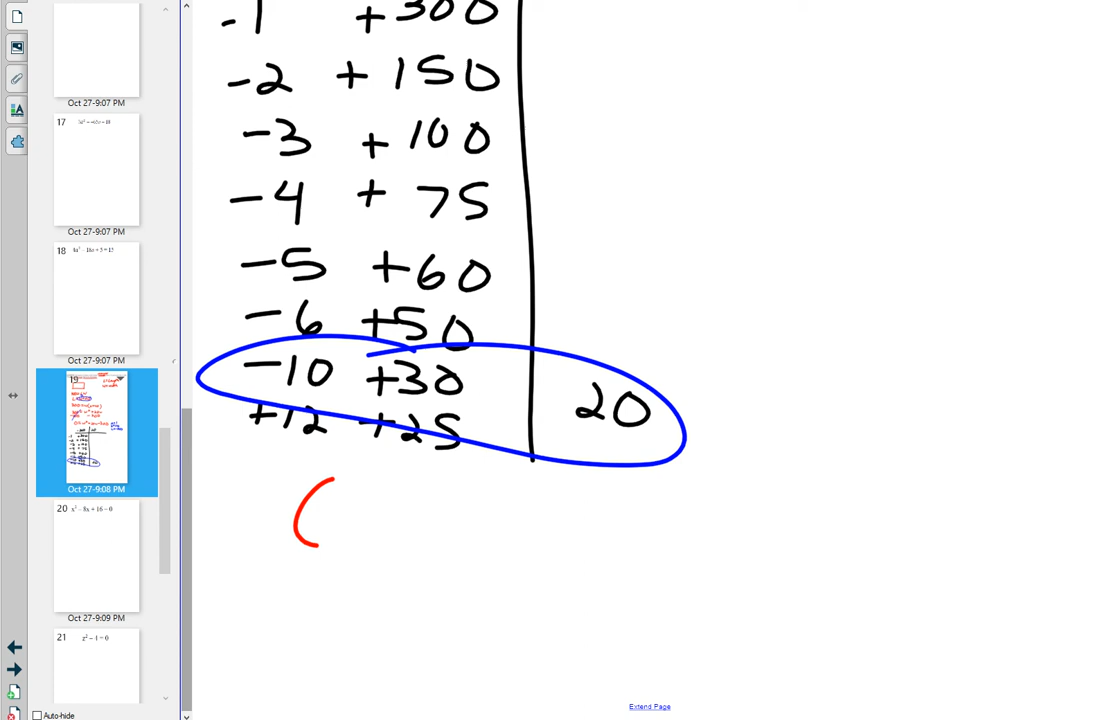 -1 +300
-2 +150
-3 +100
-4 +75
-5 +60
-6 +50
-10 +30 20
+12 +25
(
Oct 27-9:07 PM
17
Oct 27-9:07 PM
18
Oct 27-9:07 PM
19
Oct 27-9:08 PM
20 x² - 8x + 16 = 0
Oct 27-9:09 PM
21 z² - 4 = 0
Auto-hide
Extend Page